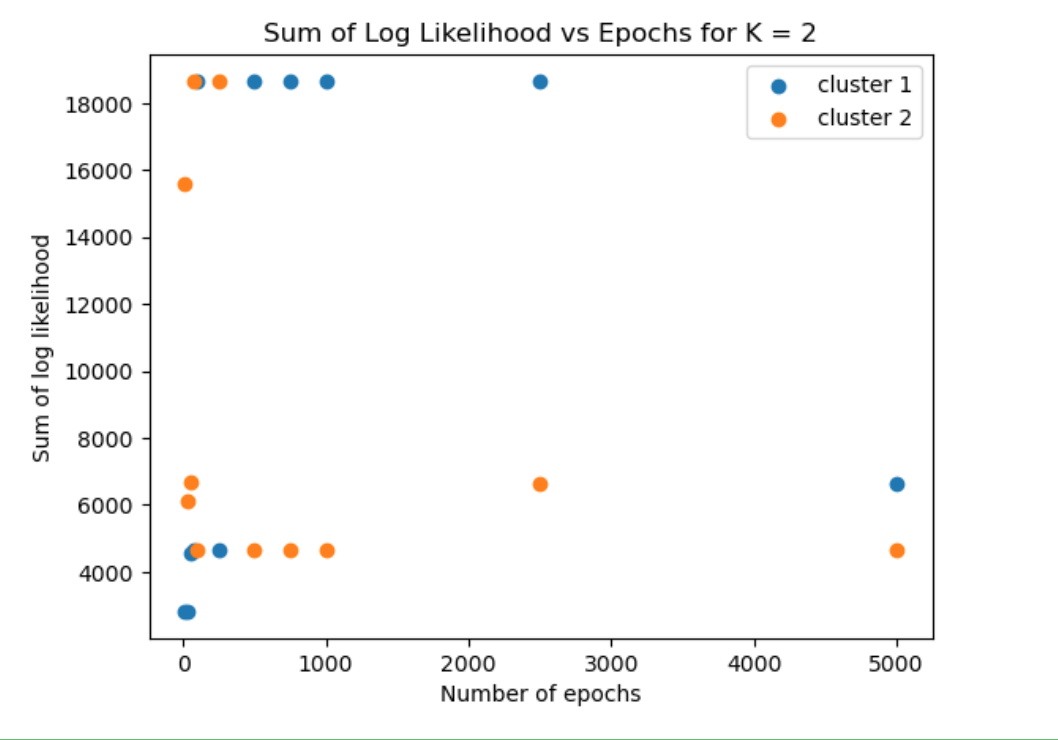 Sum of Log Likelihood vs Epochs for K = 2
cluster 1
cluster 2
Sum of log likelihood
18000
16000
14000
12000
10000
8000
6000
4000
0 1000 2000 3000 4000 5000
Number of epochs